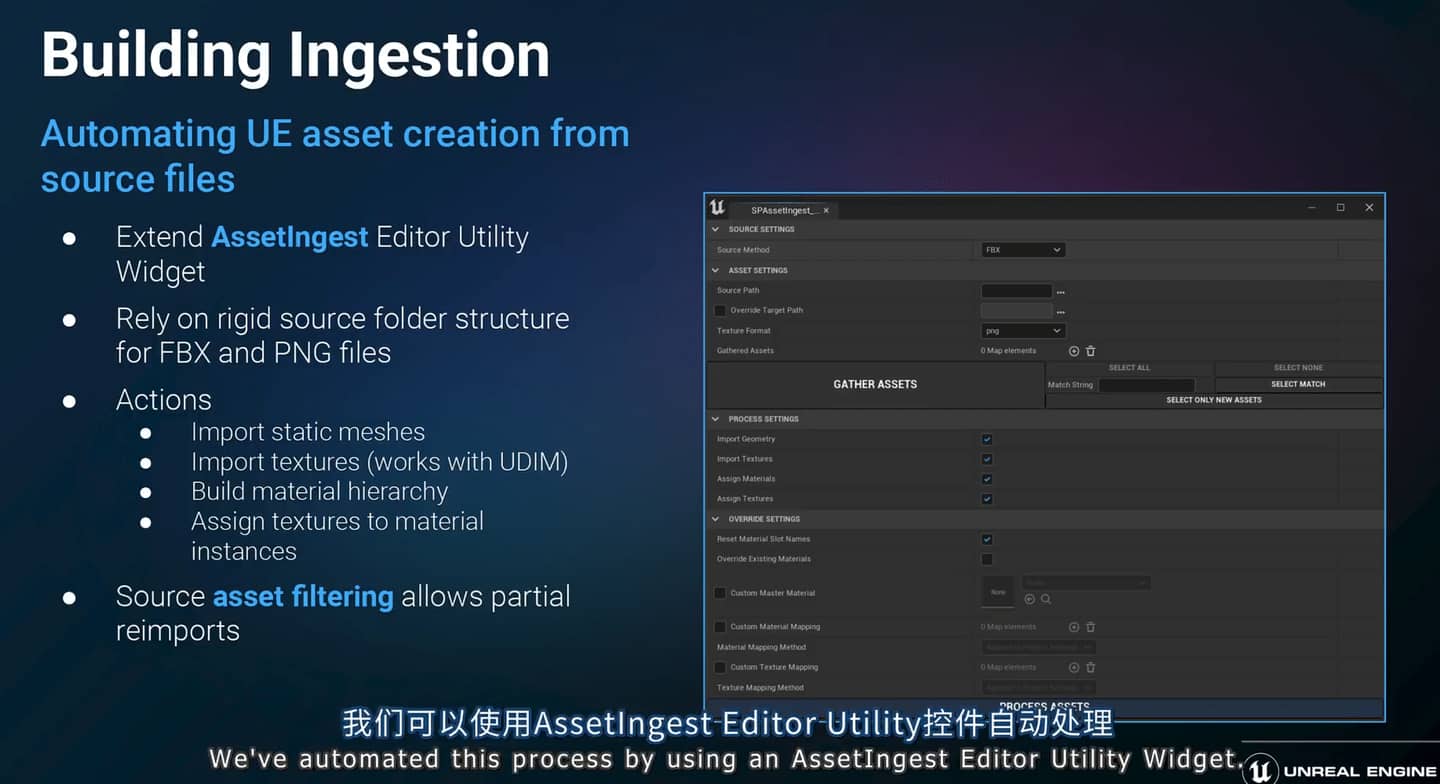 Building Ingestion
Automating UE asset creation from
source files
● Extend AssetIngest Editor Utility
Widget
● Rely on rigid source folder structure
for FBX and PNG files
● Actions
● Import static meshes
● Import textures (works with UDIM)
● Build material hierarchy
● Assign textures to material
instances
● Source asset filtering allows partial
reimports
SPAssetIngest_...
SOURCE SETTINGS
Source Method FBX
ASSET SETTINGS
Source Path
Override Target Path
Texture Format png
Gathered Assets 0 Map elements
GATHER ASSETS
SELECT ALL SELECT NONE
Match String SELECT MATCH
SELECT ONLY NEW ASSETS
PROCESS SETTINGS
Import Geometry
Import Textures
Assign Materials
Assign Textures
OVERRIDE SETTINGS
Reset Material Slot Names
Override Existing Materials
Custom Master Material None
Custom Material Mapping 0 Map elements
Material Mapping Method
Custom Texture Mapping 0 Map elements
Texture Mapping Method
PROCESS ASSETS
我们可以使用AssetIngest Editor Utility控件自动处理
We've automated this process by using an AssetIngest Editor Utility Widget.
UNREAL ENGINE